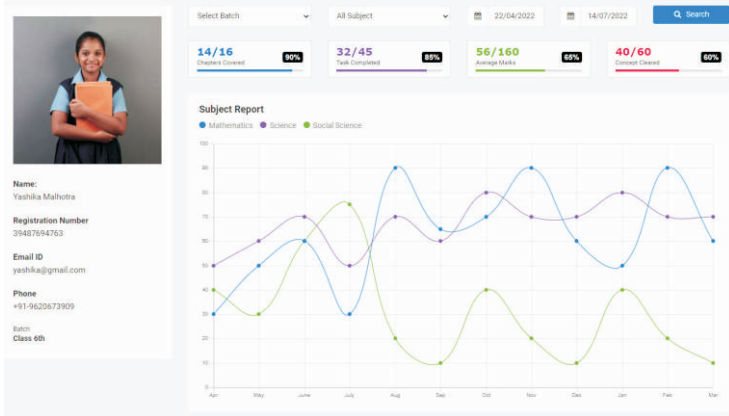 Select Batch
All Subject
22/04/2022
14/07/2022
Search
14/16
Chapters Covered
90%
32/45
Task Completed
85%
56/160
Average Marks
65%
40/60
Concept Cleared
60%
Name:
Yashika Malhotra
Registration Number
39487694763
Email ID
yashika@gmail.com
Phone
+91-9620673909
Batch
Class 6th
Subject Report
Mathematics Science Social Science
100
90
80
70
60
50
40
30
20
10
0
Apr May June July Aug Sep Oct Nov Dec Jan Feb Mar